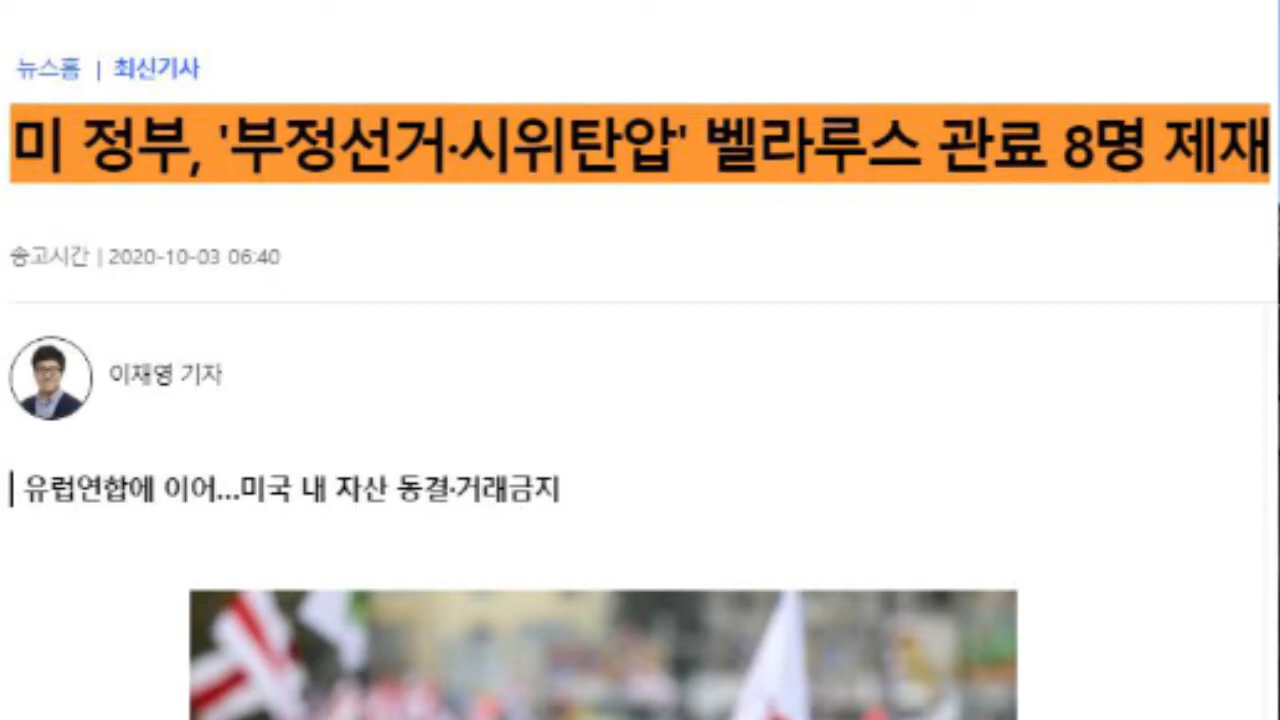 뉴스홈 | 최신기사
미 정부, '부정선거·시위탄압' 벨라루스 관료 8명 제재
송고시간 | 2020-10-03 06:40
이재영 기자
유럽연합에 이어...미국 내 자산 동결·거래금지